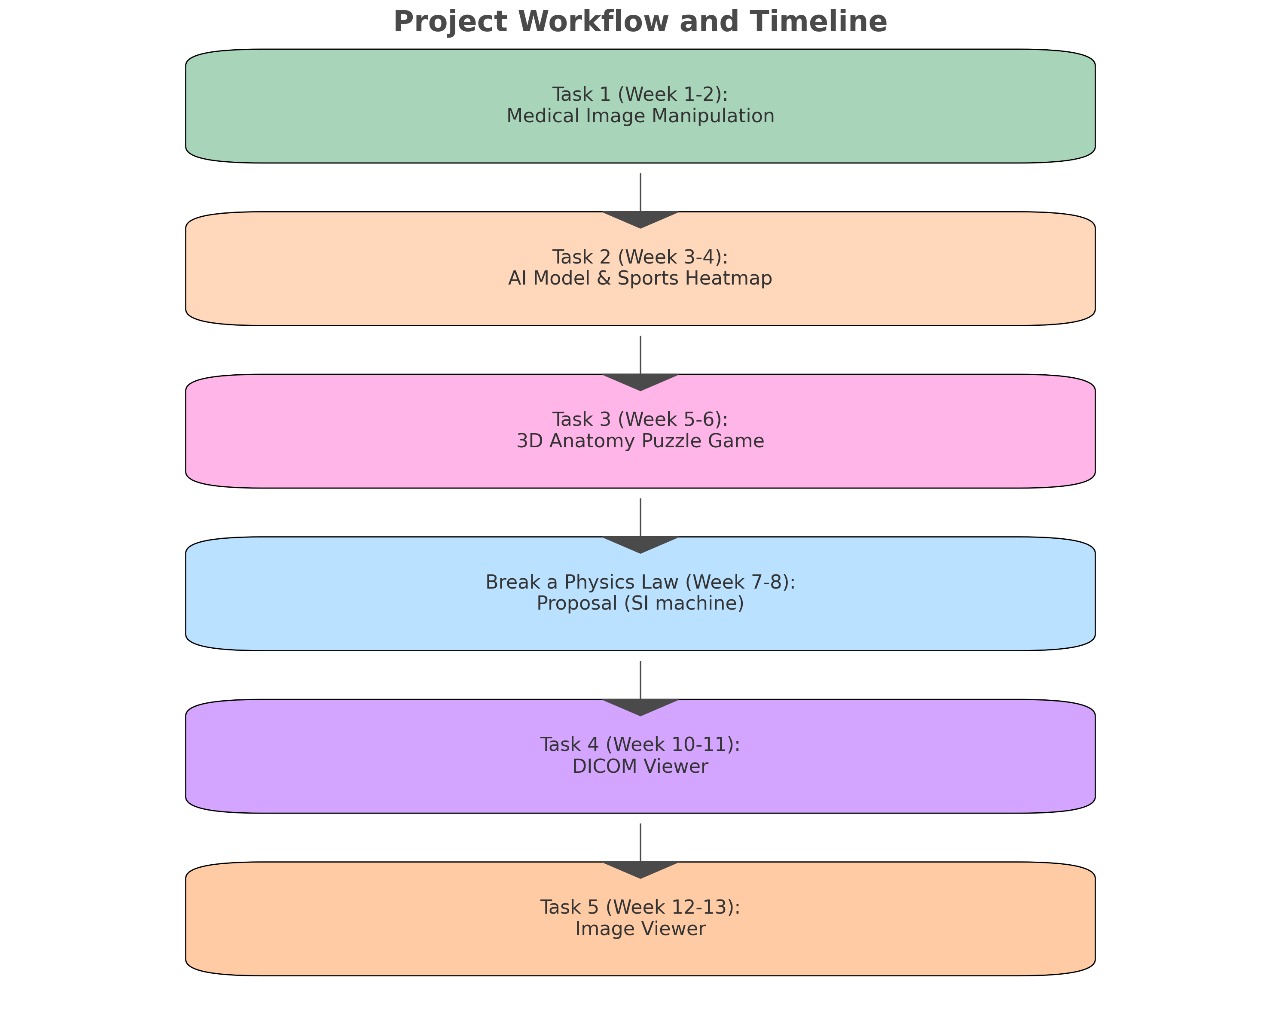 Project Workflow and Timeline
Task 1 (Week 1-2):
Medical Image Manipulation
Task 2 (Week 3-4):
AI Model & Sports Heatmap
Task 3 (Week 5-6):
3D Anatomy Puzzle Game
Break a Physics Law (Week 7-8):
Proposal (SI machine)
Task 4 (Week 10-11):
DICOM Viewer
Task 5 (Week 12-13):
Image Viewer